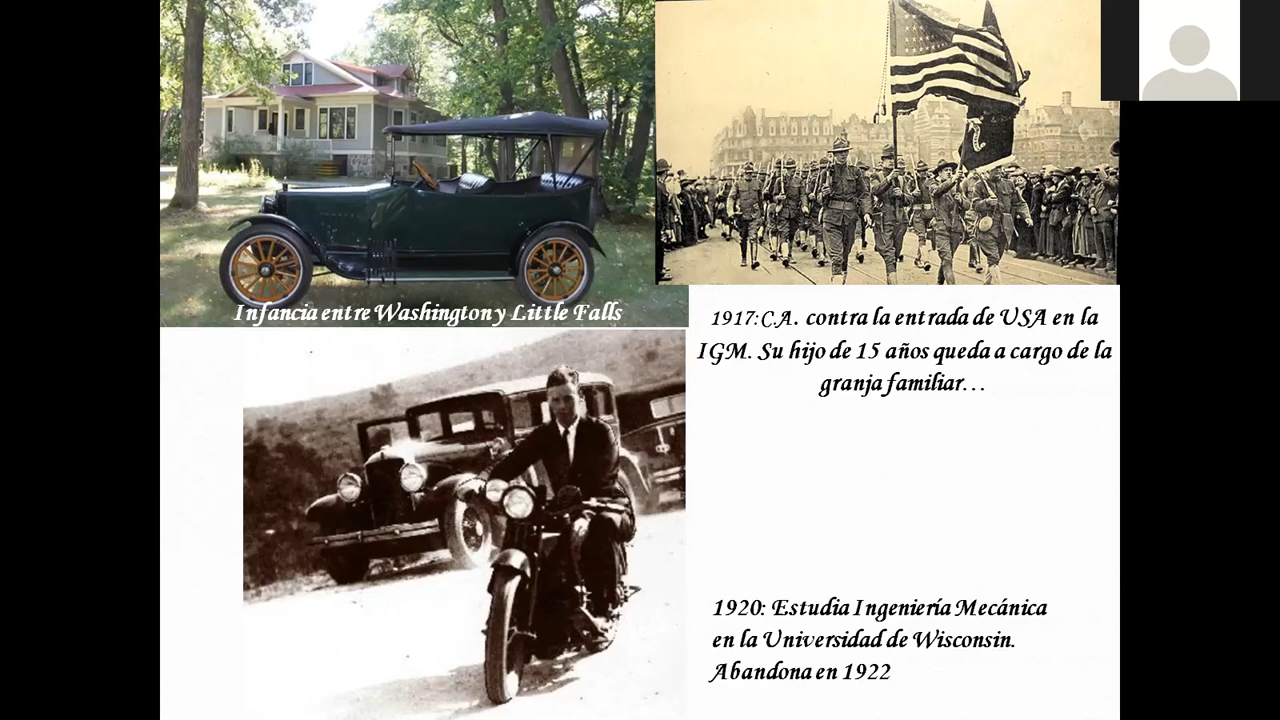 Infancia entre Washington y Little Falls
1917:C.A. contra la entrada de USA en la
IGM. Su hijo de 15 años queda a cargo de la
granja familiar...
1920: Estudia Ingeniería Mecánica
en la Universidad de Wisconsin.
Abandona en 1922